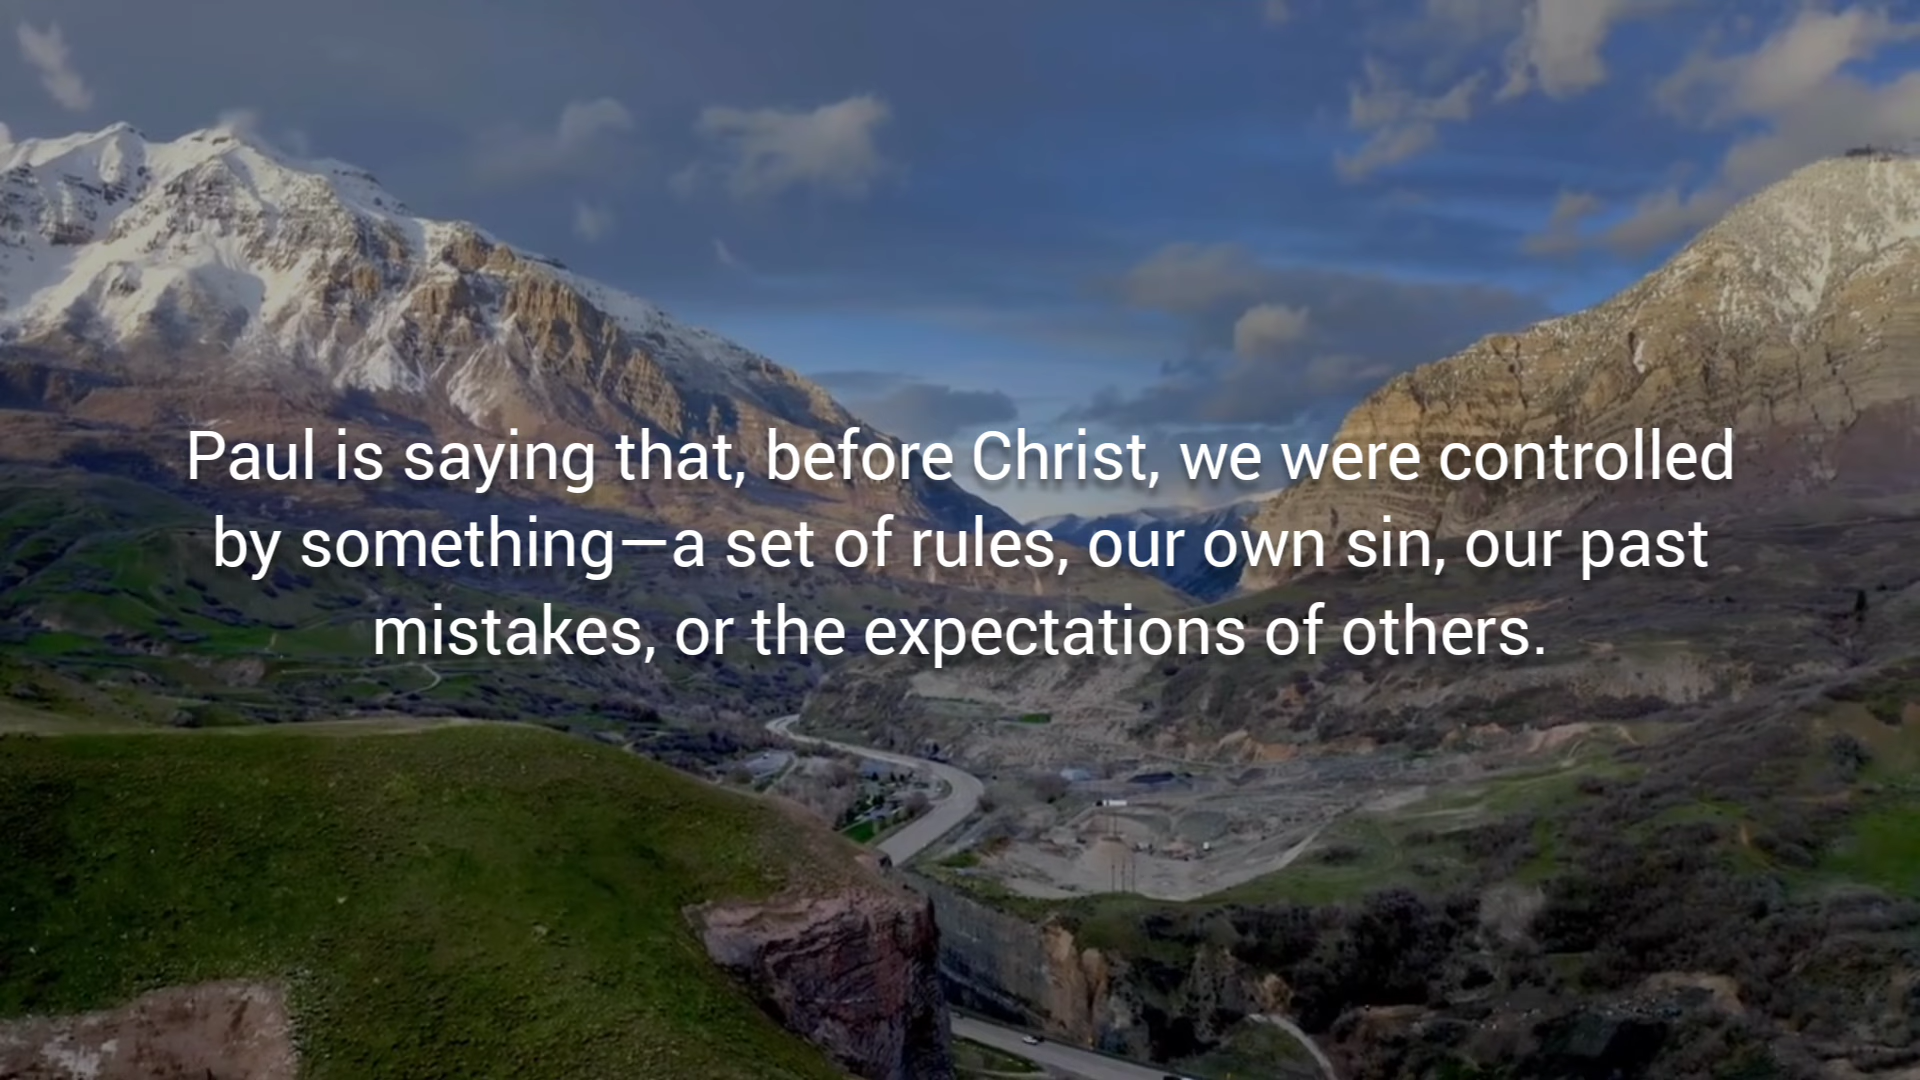 Paul is saying that, before Christ, we were controlled
by something—a set of rules, our own sin, our past
mistakes, or the expectations of others.